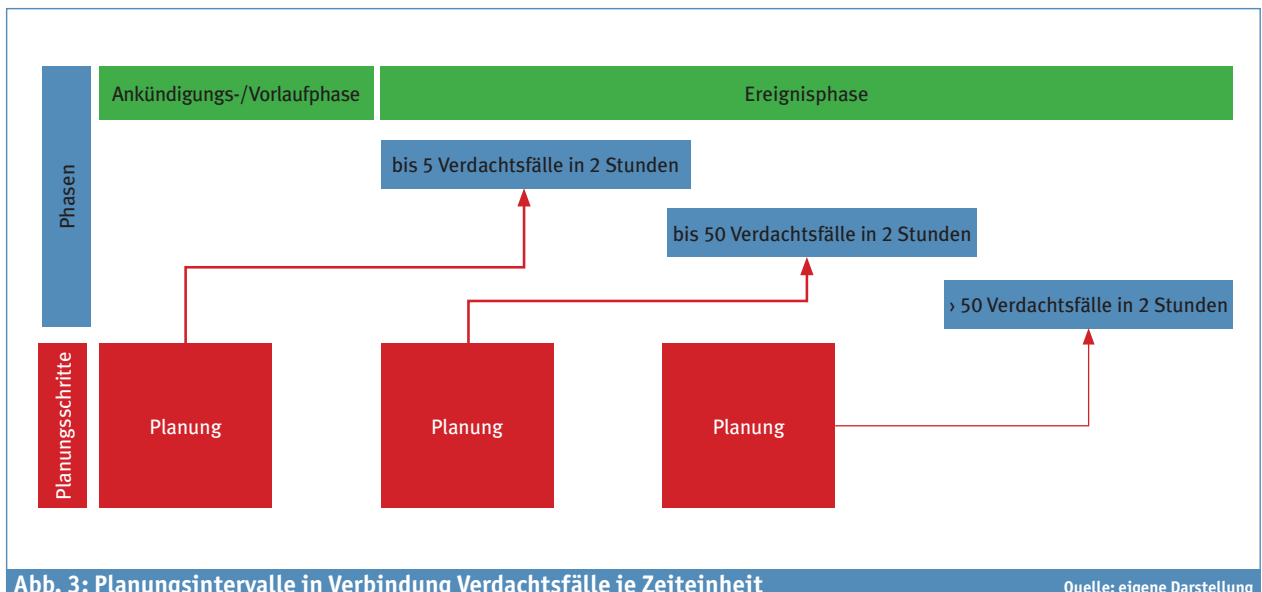 Phasen
Ankündigungs-/Vorlaufphase
Ereignisphase
bis 5 Verdachtsfälle in 2 Stunden
bis 50 Verdachtsfälle in 2 Stunden
› 50 Verdachtsfälle in 2 Stunden
Planungsschritte
Planung
Planung
Planung
Abb. 3: Planungsintervalle in Verbindung Verdachtsfälle je Zeiteinheit
Quelle: eigene Darstellung